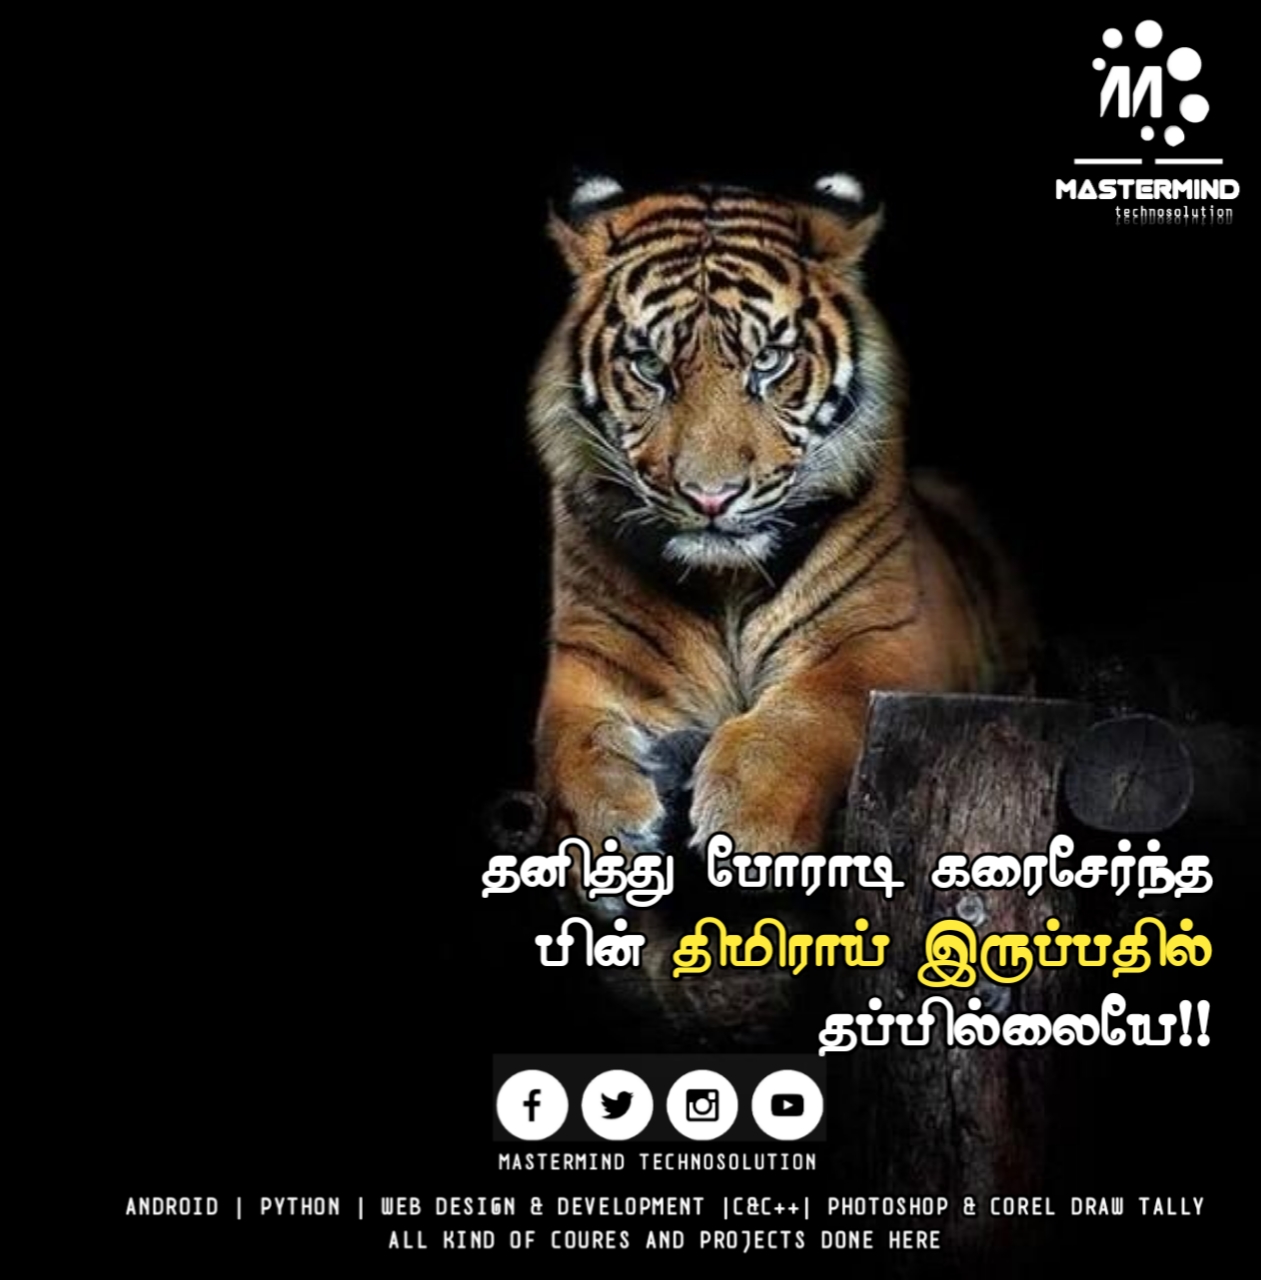 M
MASTERMIND
technosolution
தனித்து போராடி கரைசேர்ந்த
பின் திமிராய் இருப்பதில்
தப்பில்லையே!!
MASTERMIND TECHNOSOLUTION
ANDROID | PYTHON | WEB DESIGN & DEVELOPMENT |C&C++| PHOTOSHOP & COREL DRAW TALLY
ALL KIND OF COURES AND PROJECTS DONE HERE